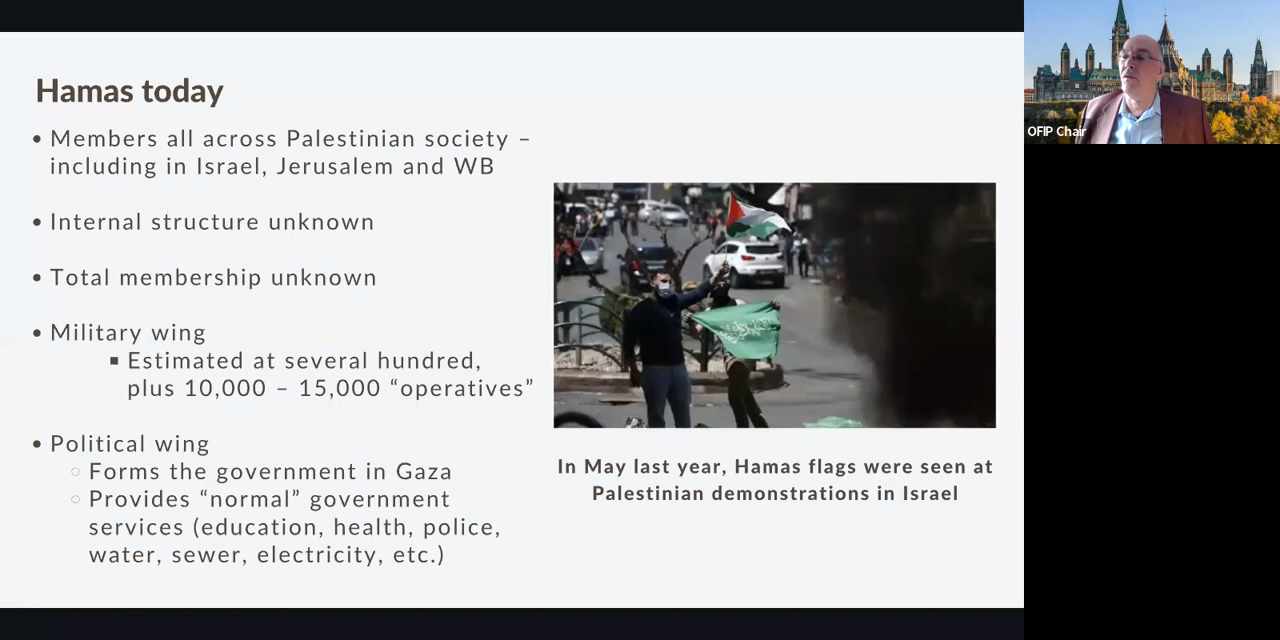 Hamas today
• Members all across Palestinian society –
including in Israel, Jerusalem and WB
• Internal structure unknown
• Total membership unknown
• Military wing
▪ Estimated at several hundred,
plus 10,000 – 15,000 “operatives”
• Political wing
○ Forms the government in Gaza
○ Provides “normal” government
services (education, health, police,
water, sewer, electricity, etc.)
In May last year, Hamas flags were seen at
Palestinian demonstrations in Israel
OFIP Chair